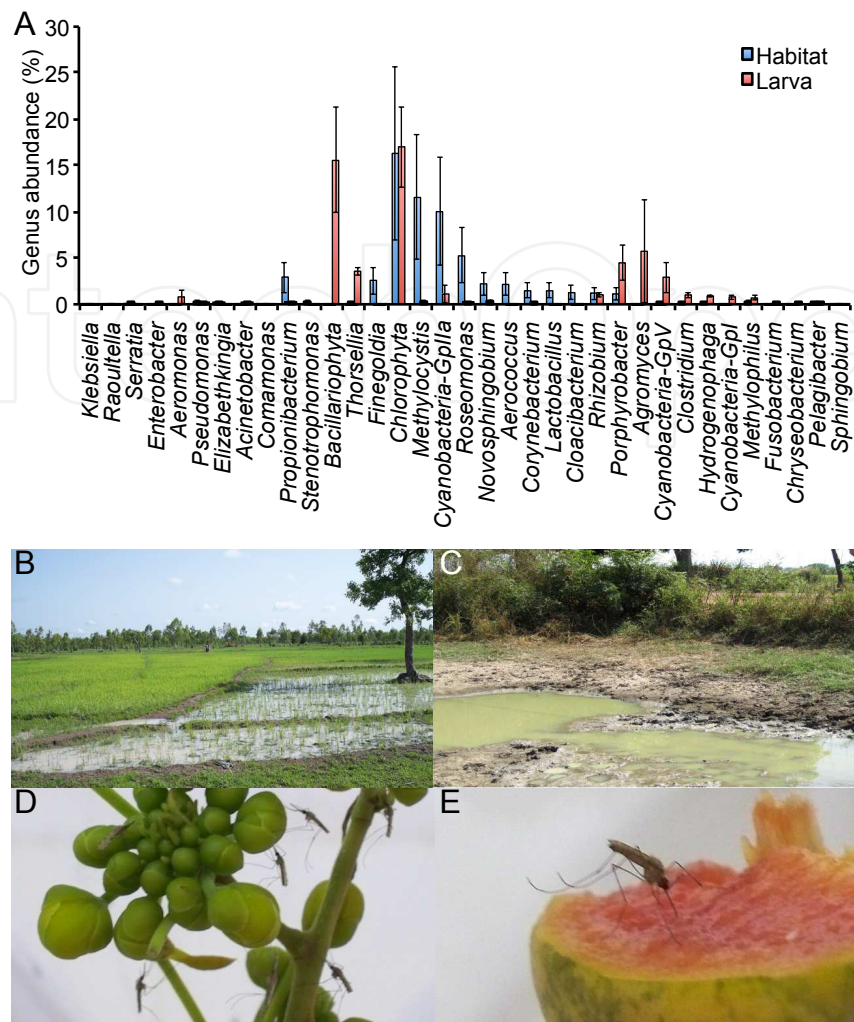 A
Genus abundance (%)
30
25
20
15
10
5
0
Habitat
Larva
Klebsiella
Raoultella
Serratia
Enterobacter
Aeromonas
Pseudomonas
Elizabethkingia
Acinetobacter
Comamonas
Propionibacterium
Stenotrophomonas
Bacillariophyta
Thorsellia
Finegoldia
Chlorophyta
Methylocystis
Cyanobacteria-GpIIa
Roseomonas
Novosphingobium
Aerococcus
Corynebacterium
Lactobacillus
Cloacibacterium
Rhizobium
Porphyrobacter
Agromyces
Cyanobacteria-GpV
Clostridium
Hydrogenophaga
Cyanobacteria-GpI
Methylophilus
Fusobacterium
Chryseobacterium
Pelagibacter
Sphingobium
B
C
D
E